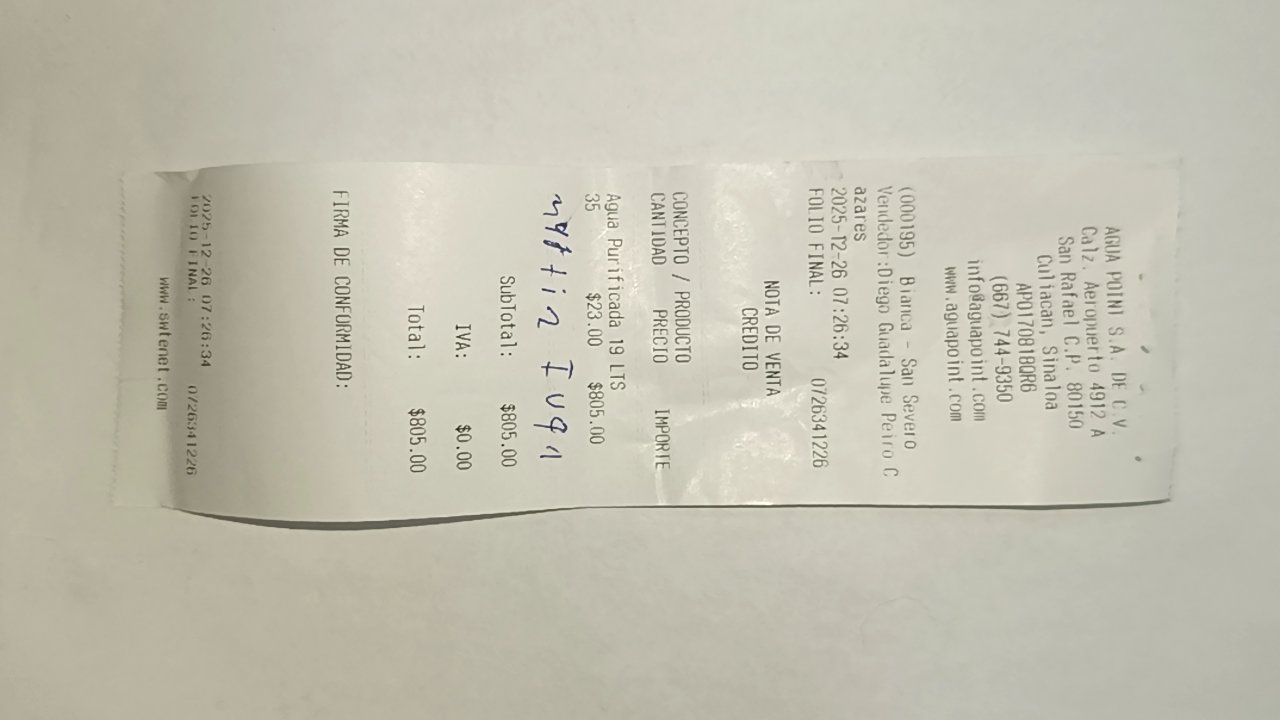 AGUA POINT S.A. DE C.V.
Calz. Aeropuerto 4912 A
San Rafael C.P. 80150
Culiacan, Sinaloa
APO170818QR6
(667) 744-9350
info@aguapoint.com
www.aguapoint.com
(000195) Blanca - San Severo
Vendedor:Diego Guadalupe Peiro C
azares
2025-12-26 07:26:34
FOLIO FINAL: 0726341226
NOTA DE VENTA
CREDITO
CONCEPTO / PRODUCTO
CANTIDAD PRECIO IMPORTE
Agua Purificada 19 LTS
35 $23.00 $805.00
Subtotal: $805.00
IVA: $0.00
Total: $805.00
FIRMA DE CONFORMIDAD:
2025-12-26 07:26:34
FOLIO FINAL: 0726341226
www.swtenet.com